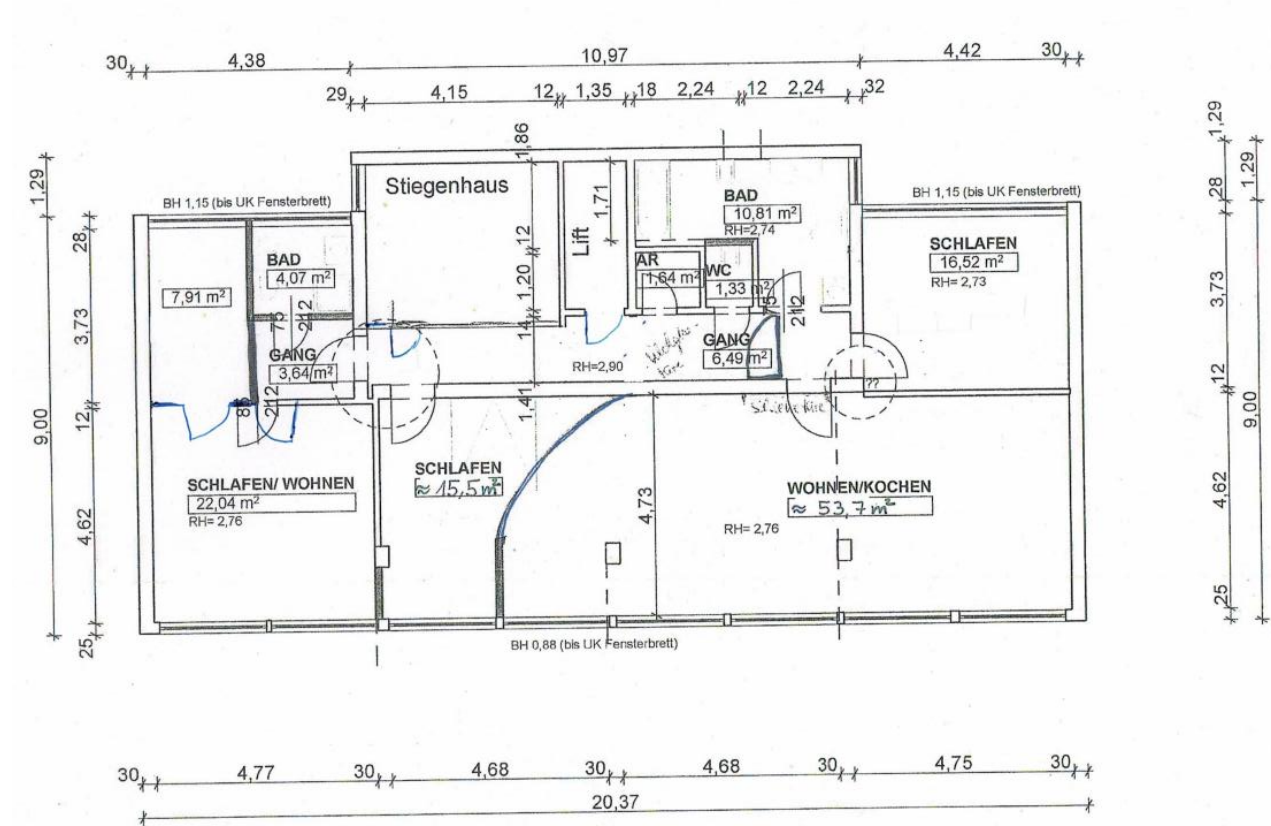 30 4,38 10,97 4,42 30
29 4,15 12 1,35 18 2,24 12 2,24 32
1,29
28
3,73
12
4,62
25
9,00
1,29
28
3,73
12
4,62
25
1,29
9,00
BH 1,15 (bis UK Fensterbrett)
BH 1,15 (bis UK Fensterbrett)
1,86
Stiegenhaus
1,71
Lift
12
1,20
14
1,41
BAD
10,81 m²
RH=2,74
SCHLAFEN
16,52 m²
RH= 2,73
BAD
4,07 m²
7,91 m²
AR
1,64 m²
WC
1,33 m²
75
212
75
212
GANG
3,64 m²
GANG
6,49 m²
RH=2,90
??
85
212
SCHLAFEN/ WOHNEN
22,04 m²
RH= 2,76
SCHLAFEN
≈ 15,5 m²
4,73
WOHNEN/KOCHEN
≈ 53,7 m²
RH= 2,76
BH 0,88 (bis UK Fensterbrett)
30 4,77 30 4,68 30 4,68 30 4,75 30
20,37